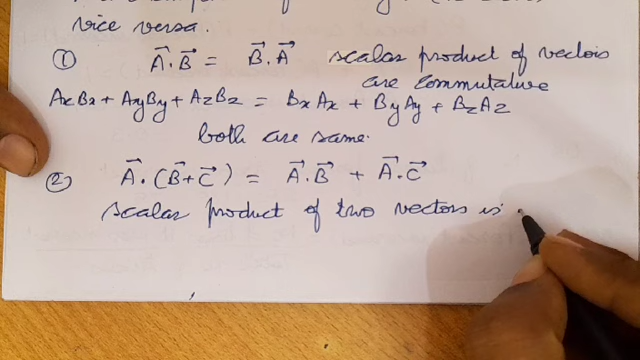 vice versa.
① A⃗.B⃗ = B⃗.A⃗ scalar product of vectors
are commutative
AxBx + AyBy + AzBz = BxAx + ByAy + BzAz
both are same.
② A⃗.(B⃗+C⃗) = A⃗.B⃗ + A⃗.C⃗
scalar product of two vectors is